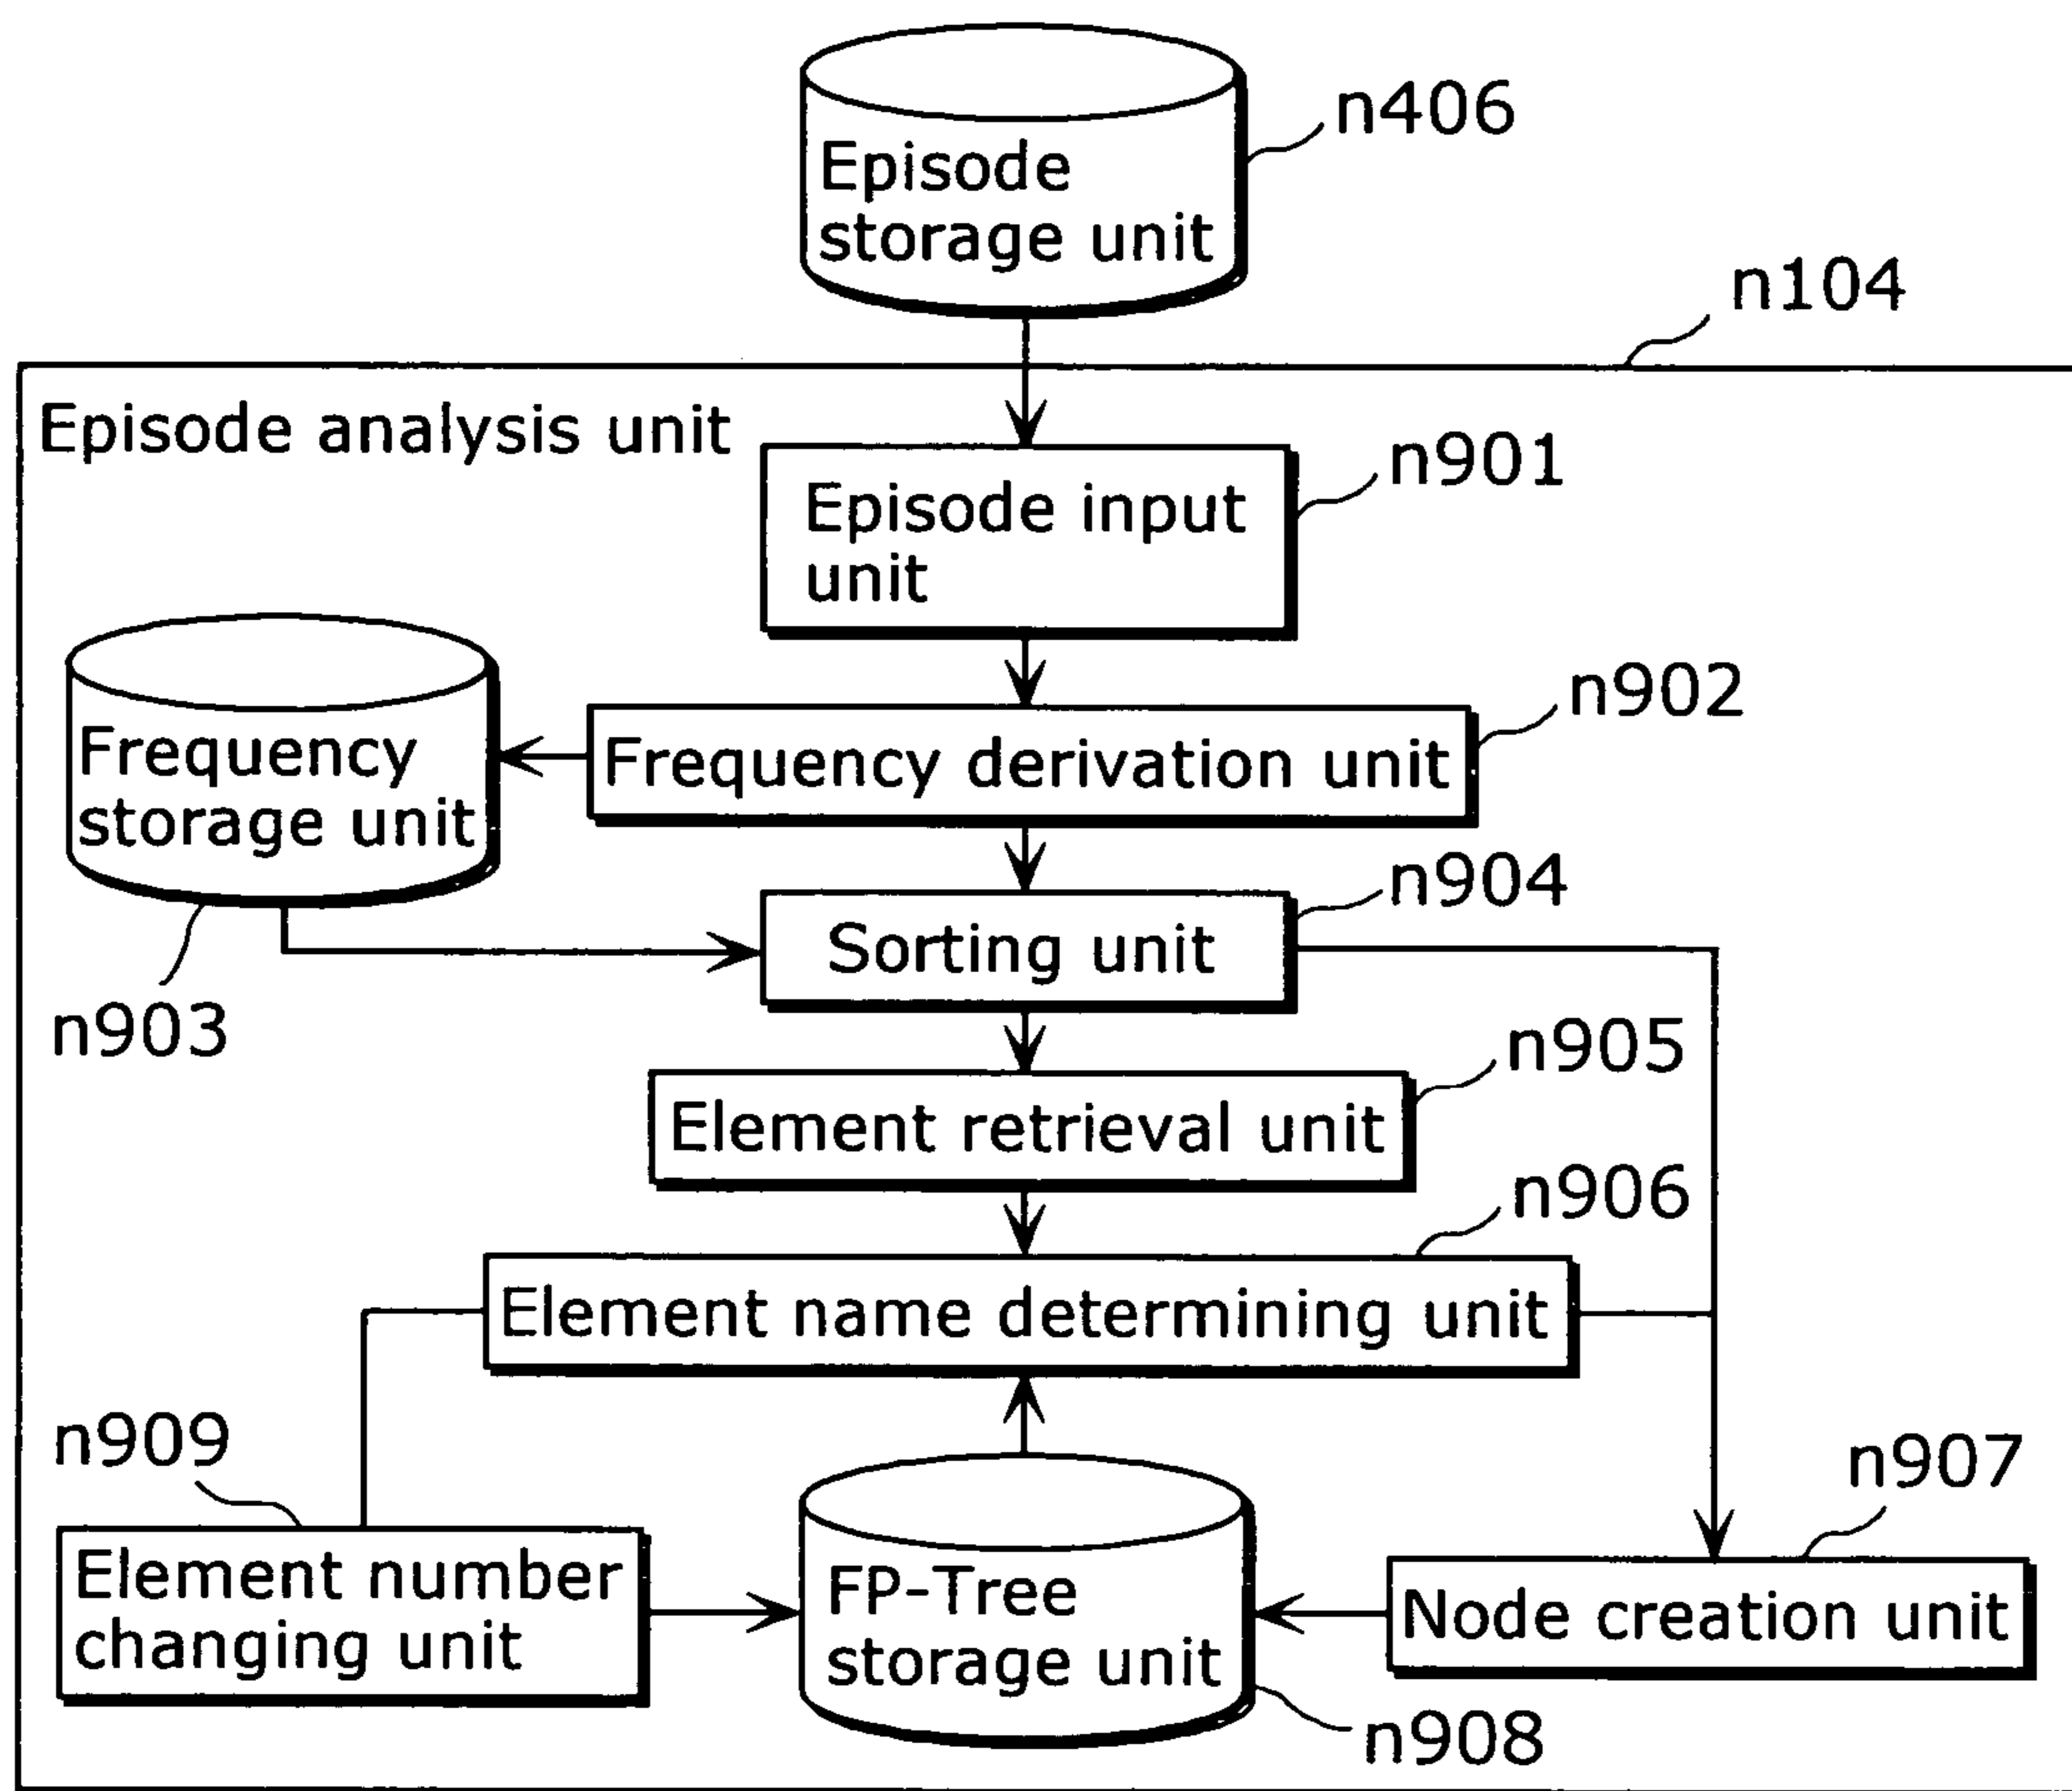 n406
Episode
storage unit
n104
Episode analysis unit
n901
Episode input
unit
n902
Frequency
storage unit
Frequency derivation unit
n904
Sorting unit
n903
n905
Element retrieval unit
n906
Element name determining unit
n909
n907
Element number
changing unit
FP-Tree
storage unit
Node creation unit
n908